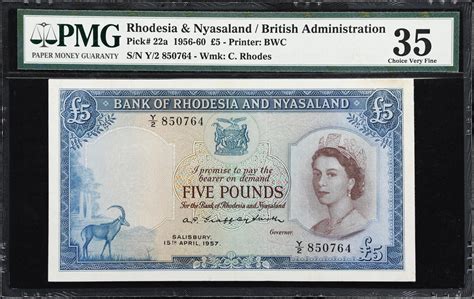 PMG
PAPER MONEY GUARANTY
Rhodesia & Nyasaland / British Administration
Pick# 22a 1956-60 £5 - Printer: BWC
S/N Y/2 850764 - Wmk: C. Rhodes
35
Choice Very Fine
£5
BANK OF RHODESIA AND NYASALAND
£5
Y/2 850764
I promise to pay the
bearer on demand
FIVE POUNDS
For the Bank of Rhodesia and Nyasaland
SALISBURY,
15TH APRIL, 1957.
Governor.
Y/2 850764
£5